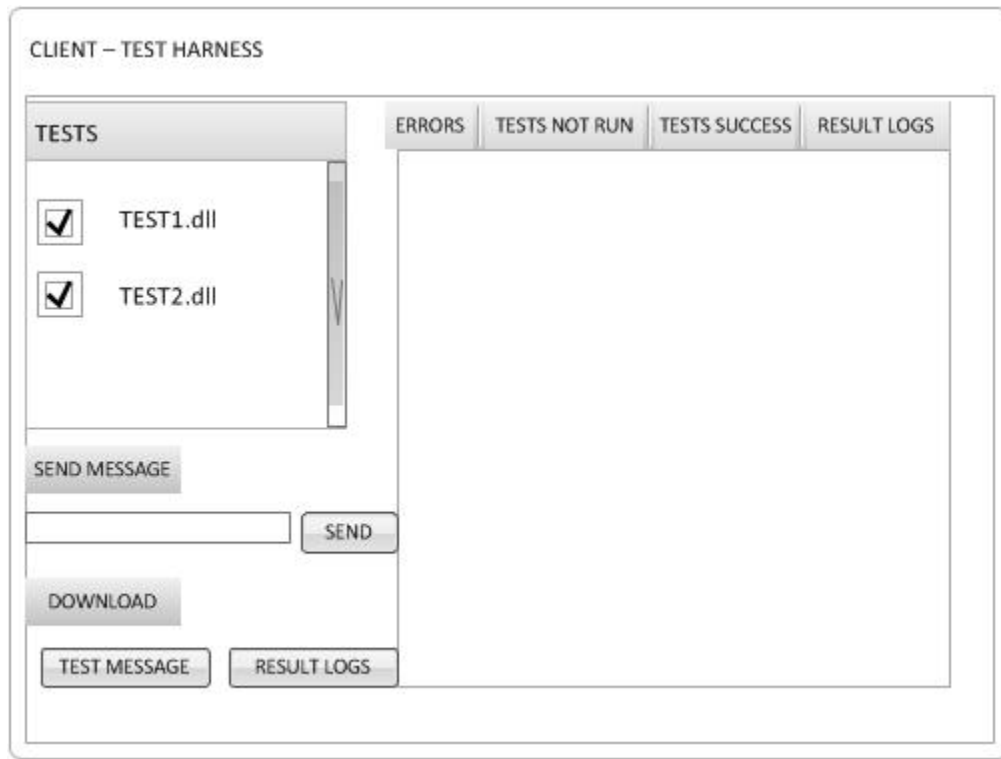 CLIENT – TEST HARNESS
TESTS
TEST1.dll
TEST2.dll
SEND MESSAGE
SEND
DOWNLOAD
TEST MESSAGE
RESULT LOGS
ERRORS
TESTS NOT RUN
TESTS SUCCESS
RESULT LOGS